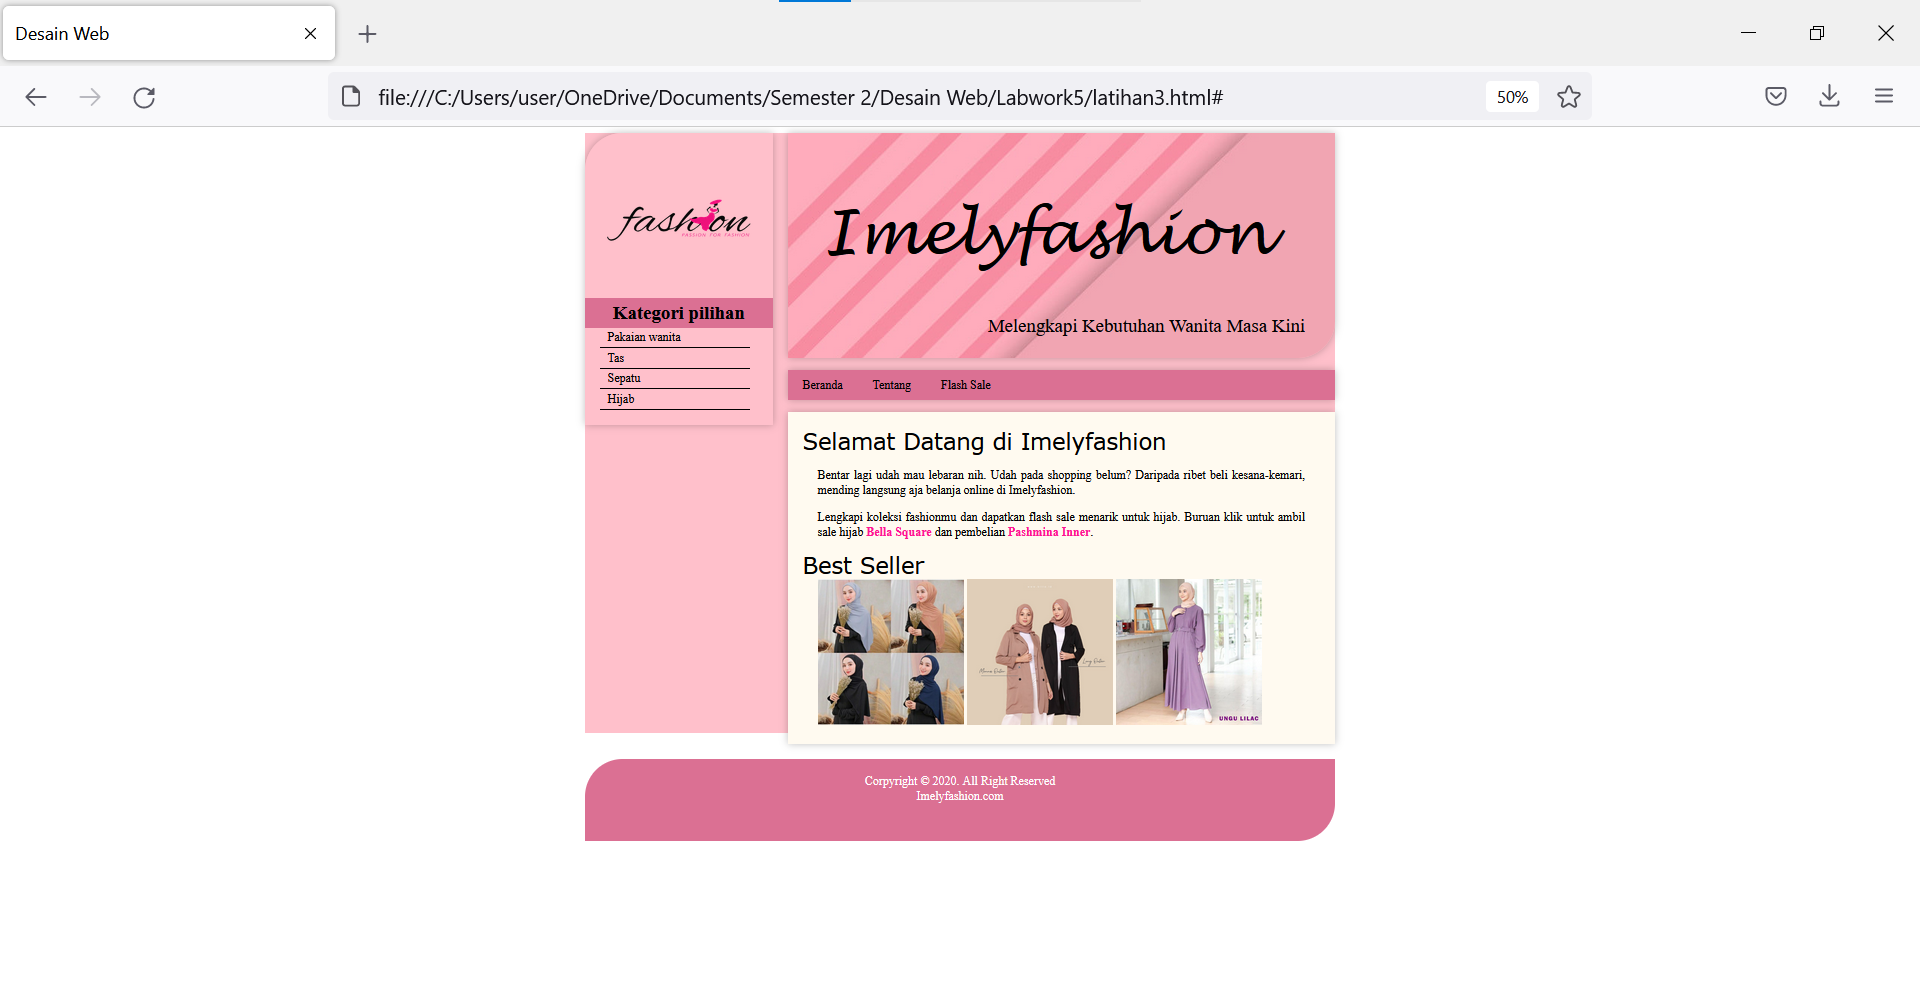 Desain Web
file:///C:/Users/user/OneDrive/Documents/Semester 2/Desain Web/Labwork5/latihan3.html#
50%
fashion
PASSION FOR FASHION
Kategori pilihan
Pakaian wanita
Tas
Sepatu
Hijab
Imelyfashion
Melengkapi Kebutuhan Wanita Masa Kini
Beranda Tentang Flash Sale
Selamat Datang di Imelyfashion
Bentar lagi udah mau lebaran nih. Udah pada shopping belum? Daripada ribet beli kesana-kemari,
mending langsung aja belanja online di Imelyfashion.
Lengkapi koleksi fashionmu dan dapatkan flash sale menarik untuk hijab. Buruan klik untuk ambil
sale hijab Bella Square dan pembelian Pashmina Inner.
Best Seller
UNGU LILAC
Corpyright © 2020. All Right Reserved
Imelyfashion.com